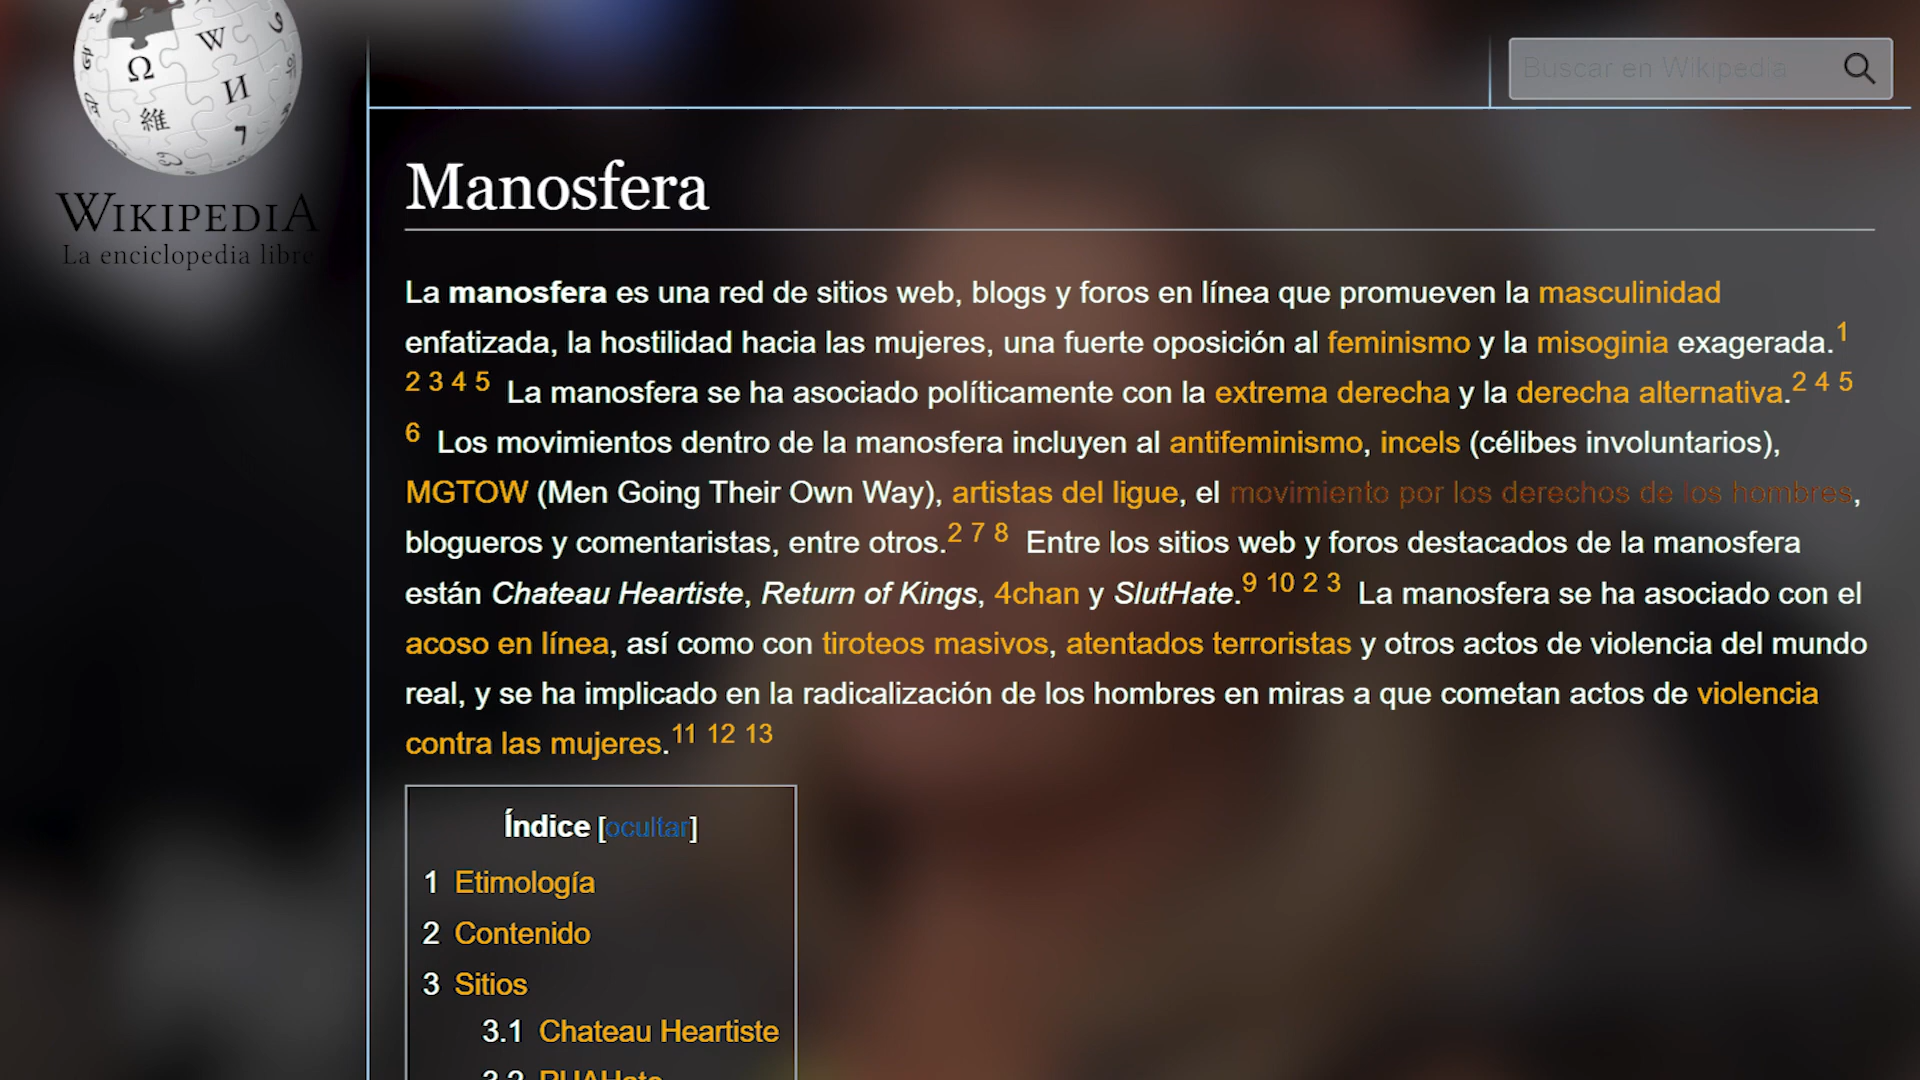 WIKIPEDIA
La enciclopedia libre
Buscar en Wikipedia
Manosfera
La manosfera es una red de sitios web, blogs y foros en línea que promueven la masculinidad
enfatizada, la hostilidad hacia las mujeres, una fuerte oposición al feminismo y la misoginia exagerada.1
2 3 4 5 La manosfera se ha asociado políticamente con la extrema derecha y la derecha alternativa.2 4 5
6 Los movimientos dentro de la manosfera incluyen al antifeminismo, incels (célibes involuntarios),
MGTOW (Men Going Their Own Way), artistas del ligue, el movimiento por los derechos de los hombres,
blogueros y comentaristas, entre otros.2 7 8 Entre los sitios web y foros destacados de la manosfera
están Chateau Heartiste, Return of Kings, 4chan y SlutHate.9 10 2 3 La manosfera se ha asociado con el
acoso en línea, así como con tiroteos masivos, atentados terroristas y otros actos de violencia del mundo
real, y se ha implicado en la radicalización de los hombres en miras a que cometan actos de violencia
contra las mujeres.11 12 13
Índice [ocultar]
1 Etimología
2 Contenido
3 Sitios
3.1 Chateau Heartiste
3.2 PUAHate